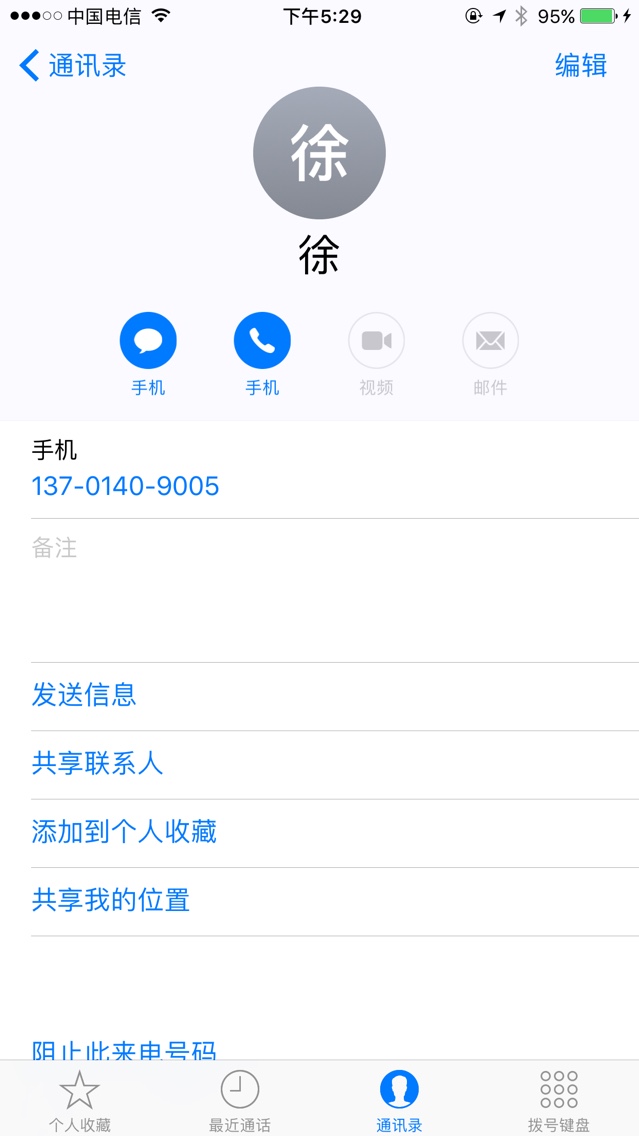 中国电信 下午5:29 95%
通讯录 编辑
徐
徐
手机 手机 视频 邮件
手机
137-0140-9005
备注
发送信息
共享联系人
添加到个人收藏
共享我的位置
阻止此来电号码
个人收藏 最近通话 通讯录 拨号键盘